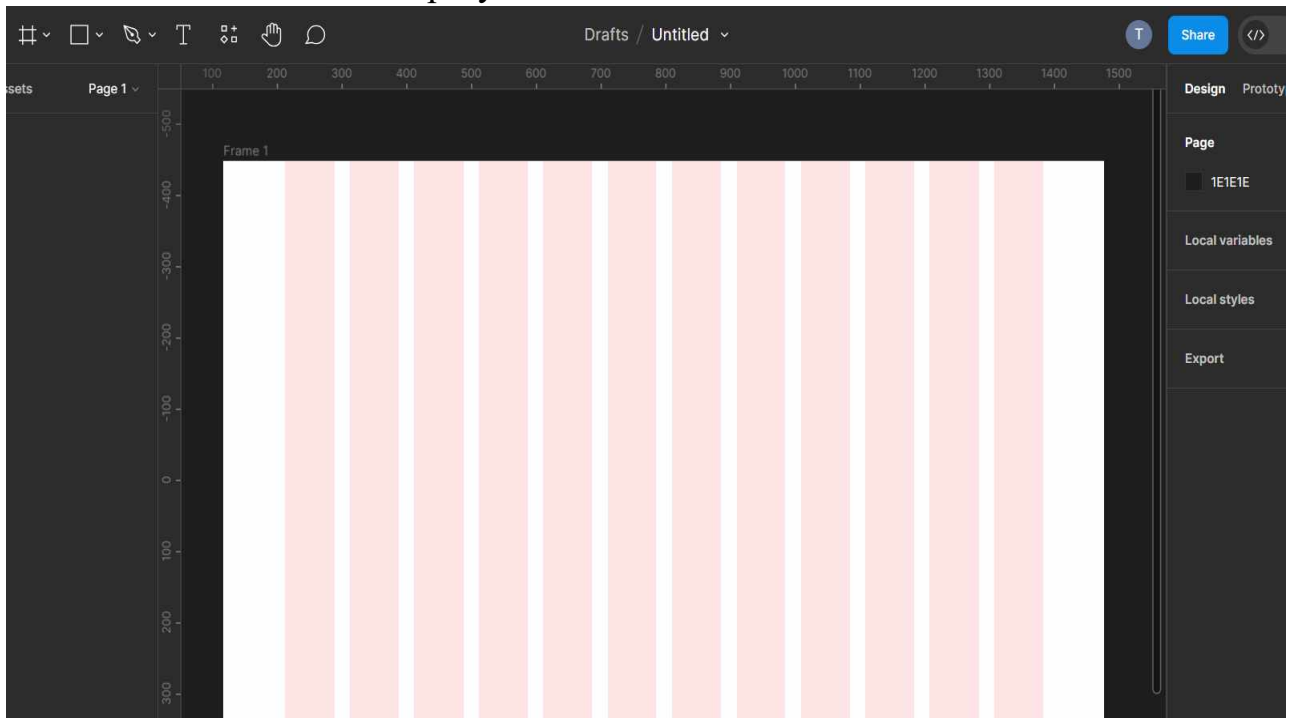 Drafts / Untitled
T
Share
</>
ssets
Page 1
100 200 300 400 500 600 700 800 900 1000 1100 1200 1300 1400 1500
Design Prototy
-500
Frame 1
Page
-400
1E1E1E
Local variables
-300
Local styles
-200
Export
-100
0
100
200
300